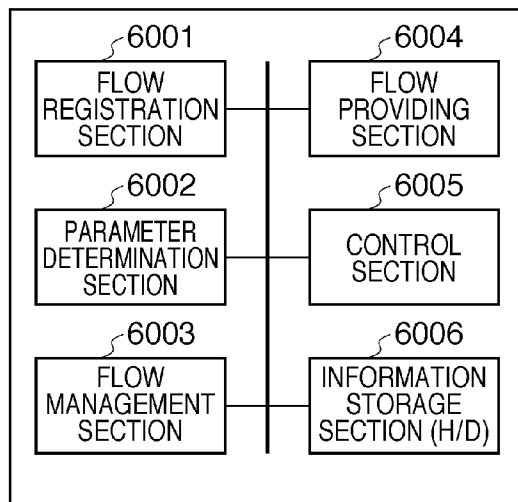 6001
FLOW
REGISTRATION
SECTION
6004
FLOW
PROVIDING
SECTION
6002
PARAMETER
DETERMINATION
SECTION
6005
CONTROL
SECTION
6003
FLOW
MANAGEMENT
SECTION
6006
INFORMATION
STORAGE
SECTION (H/D)